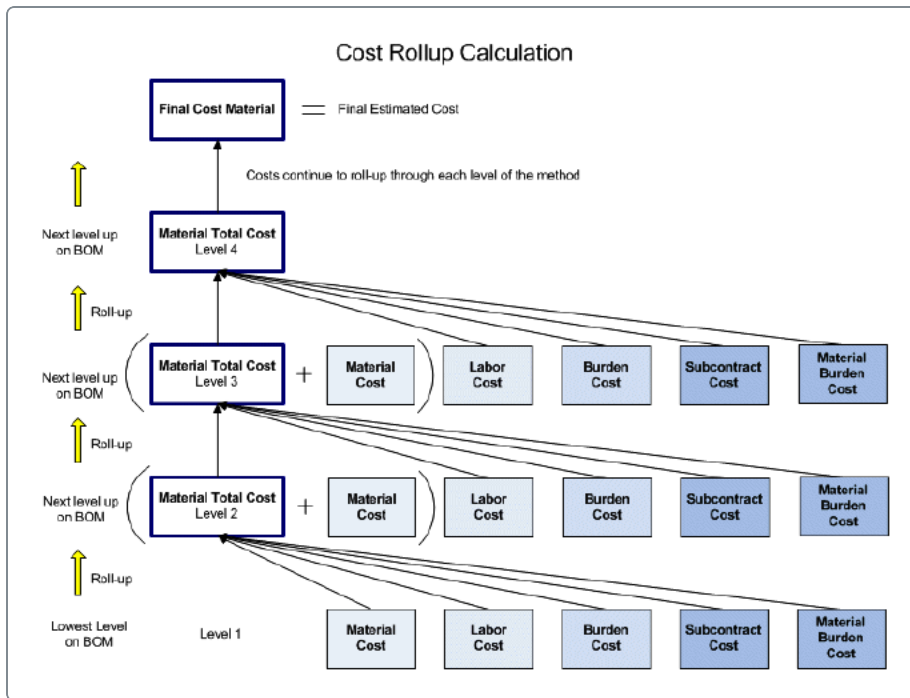 Cost Rollup Calculation
Final Cost Material
= Final Estimated Cost
Costs continue to roll-up through each level of the method
Next level up
on BOM
Material Total Cost
Level 4
Roll-up
Next level up
on BOM
( Material Total Cost
Level 3
+
Material
Cost )
Labor
Cost
Burden
Cost
Subcontract
Cost
Material
Burden
Cost
Roll-up
Next level up
on BOM
( Material Total Cost
Level 2
+
Material
Cost )
Labor
Cost
Burden
Cost
Subcontract
Cost
Material
Burden
Cost
Roll-up
Lowest Level
on BOM
Level 1
Material
Cost
Labor
Cost
Burden
Cost
Subcontract
Cost
Material
Burden
Cost